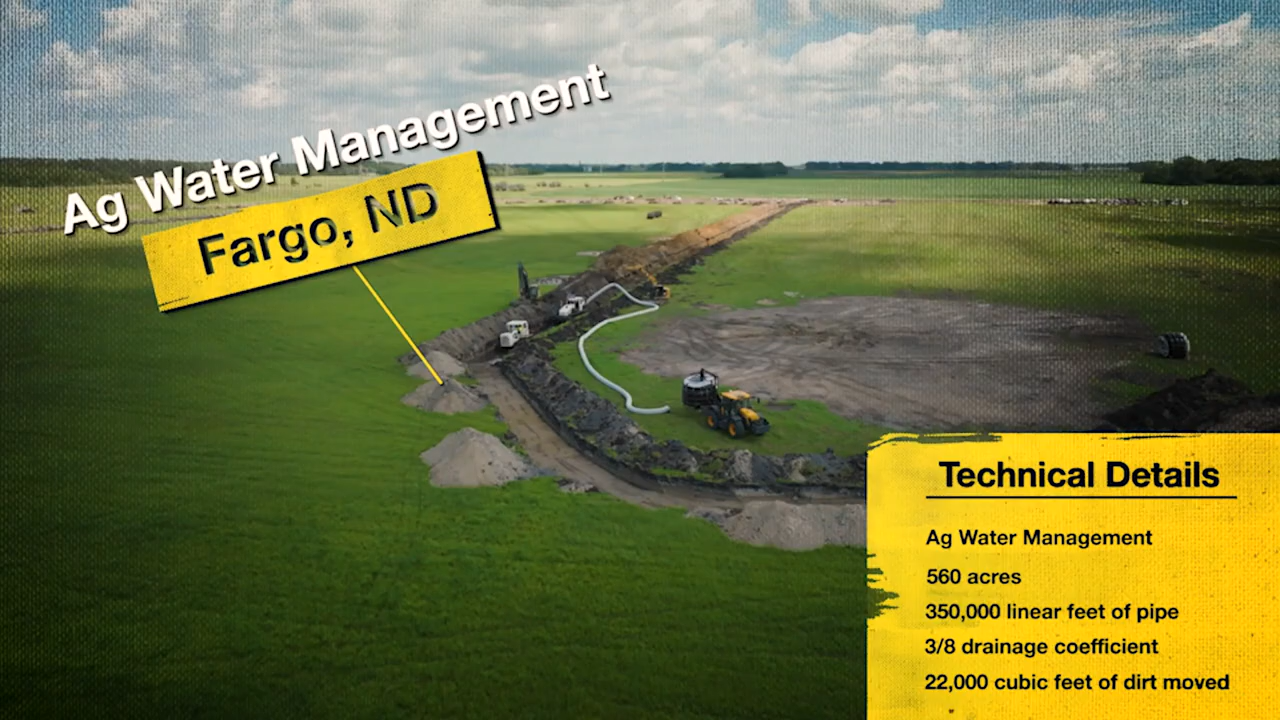 Ag Water Management
Fargo, ND
Technical Details
Ag Water Management
560 acres
350,000 linear feet of pipe
3/8 drainage coefficient
22,000 cubic feet of dirt moved